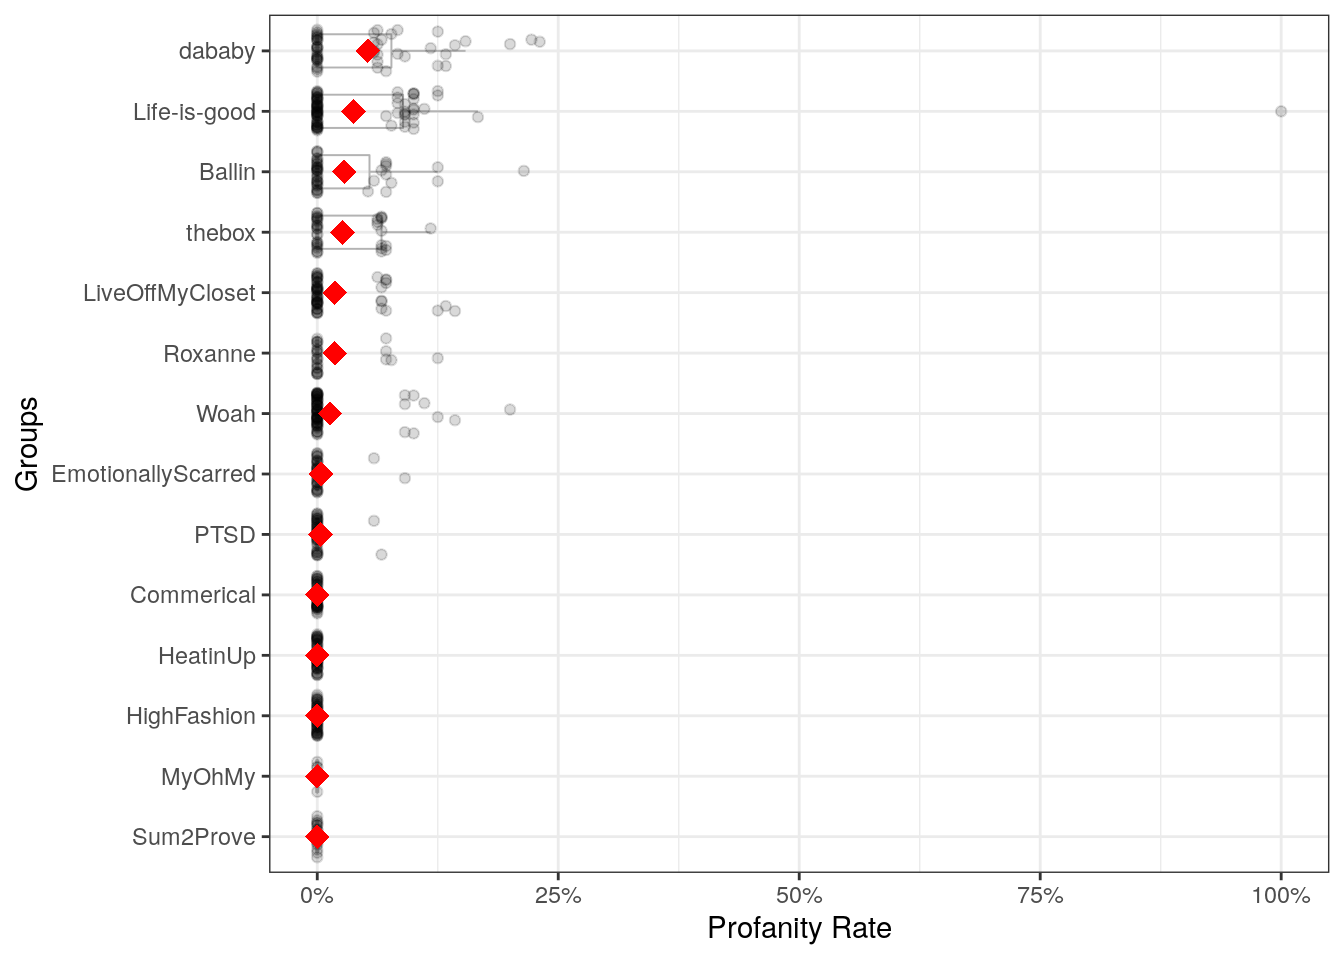 dababy
Life-is-good
Ballin
thebox
LiveOffMyCloset
Roxanne
Woah
EmotionallyScarred
PTSD
Commerical
HeatinUp
HighFashion
MyOhMy
Sum2Prove
Groups
0% 25% 50% 75% 100%
Profanity Rate